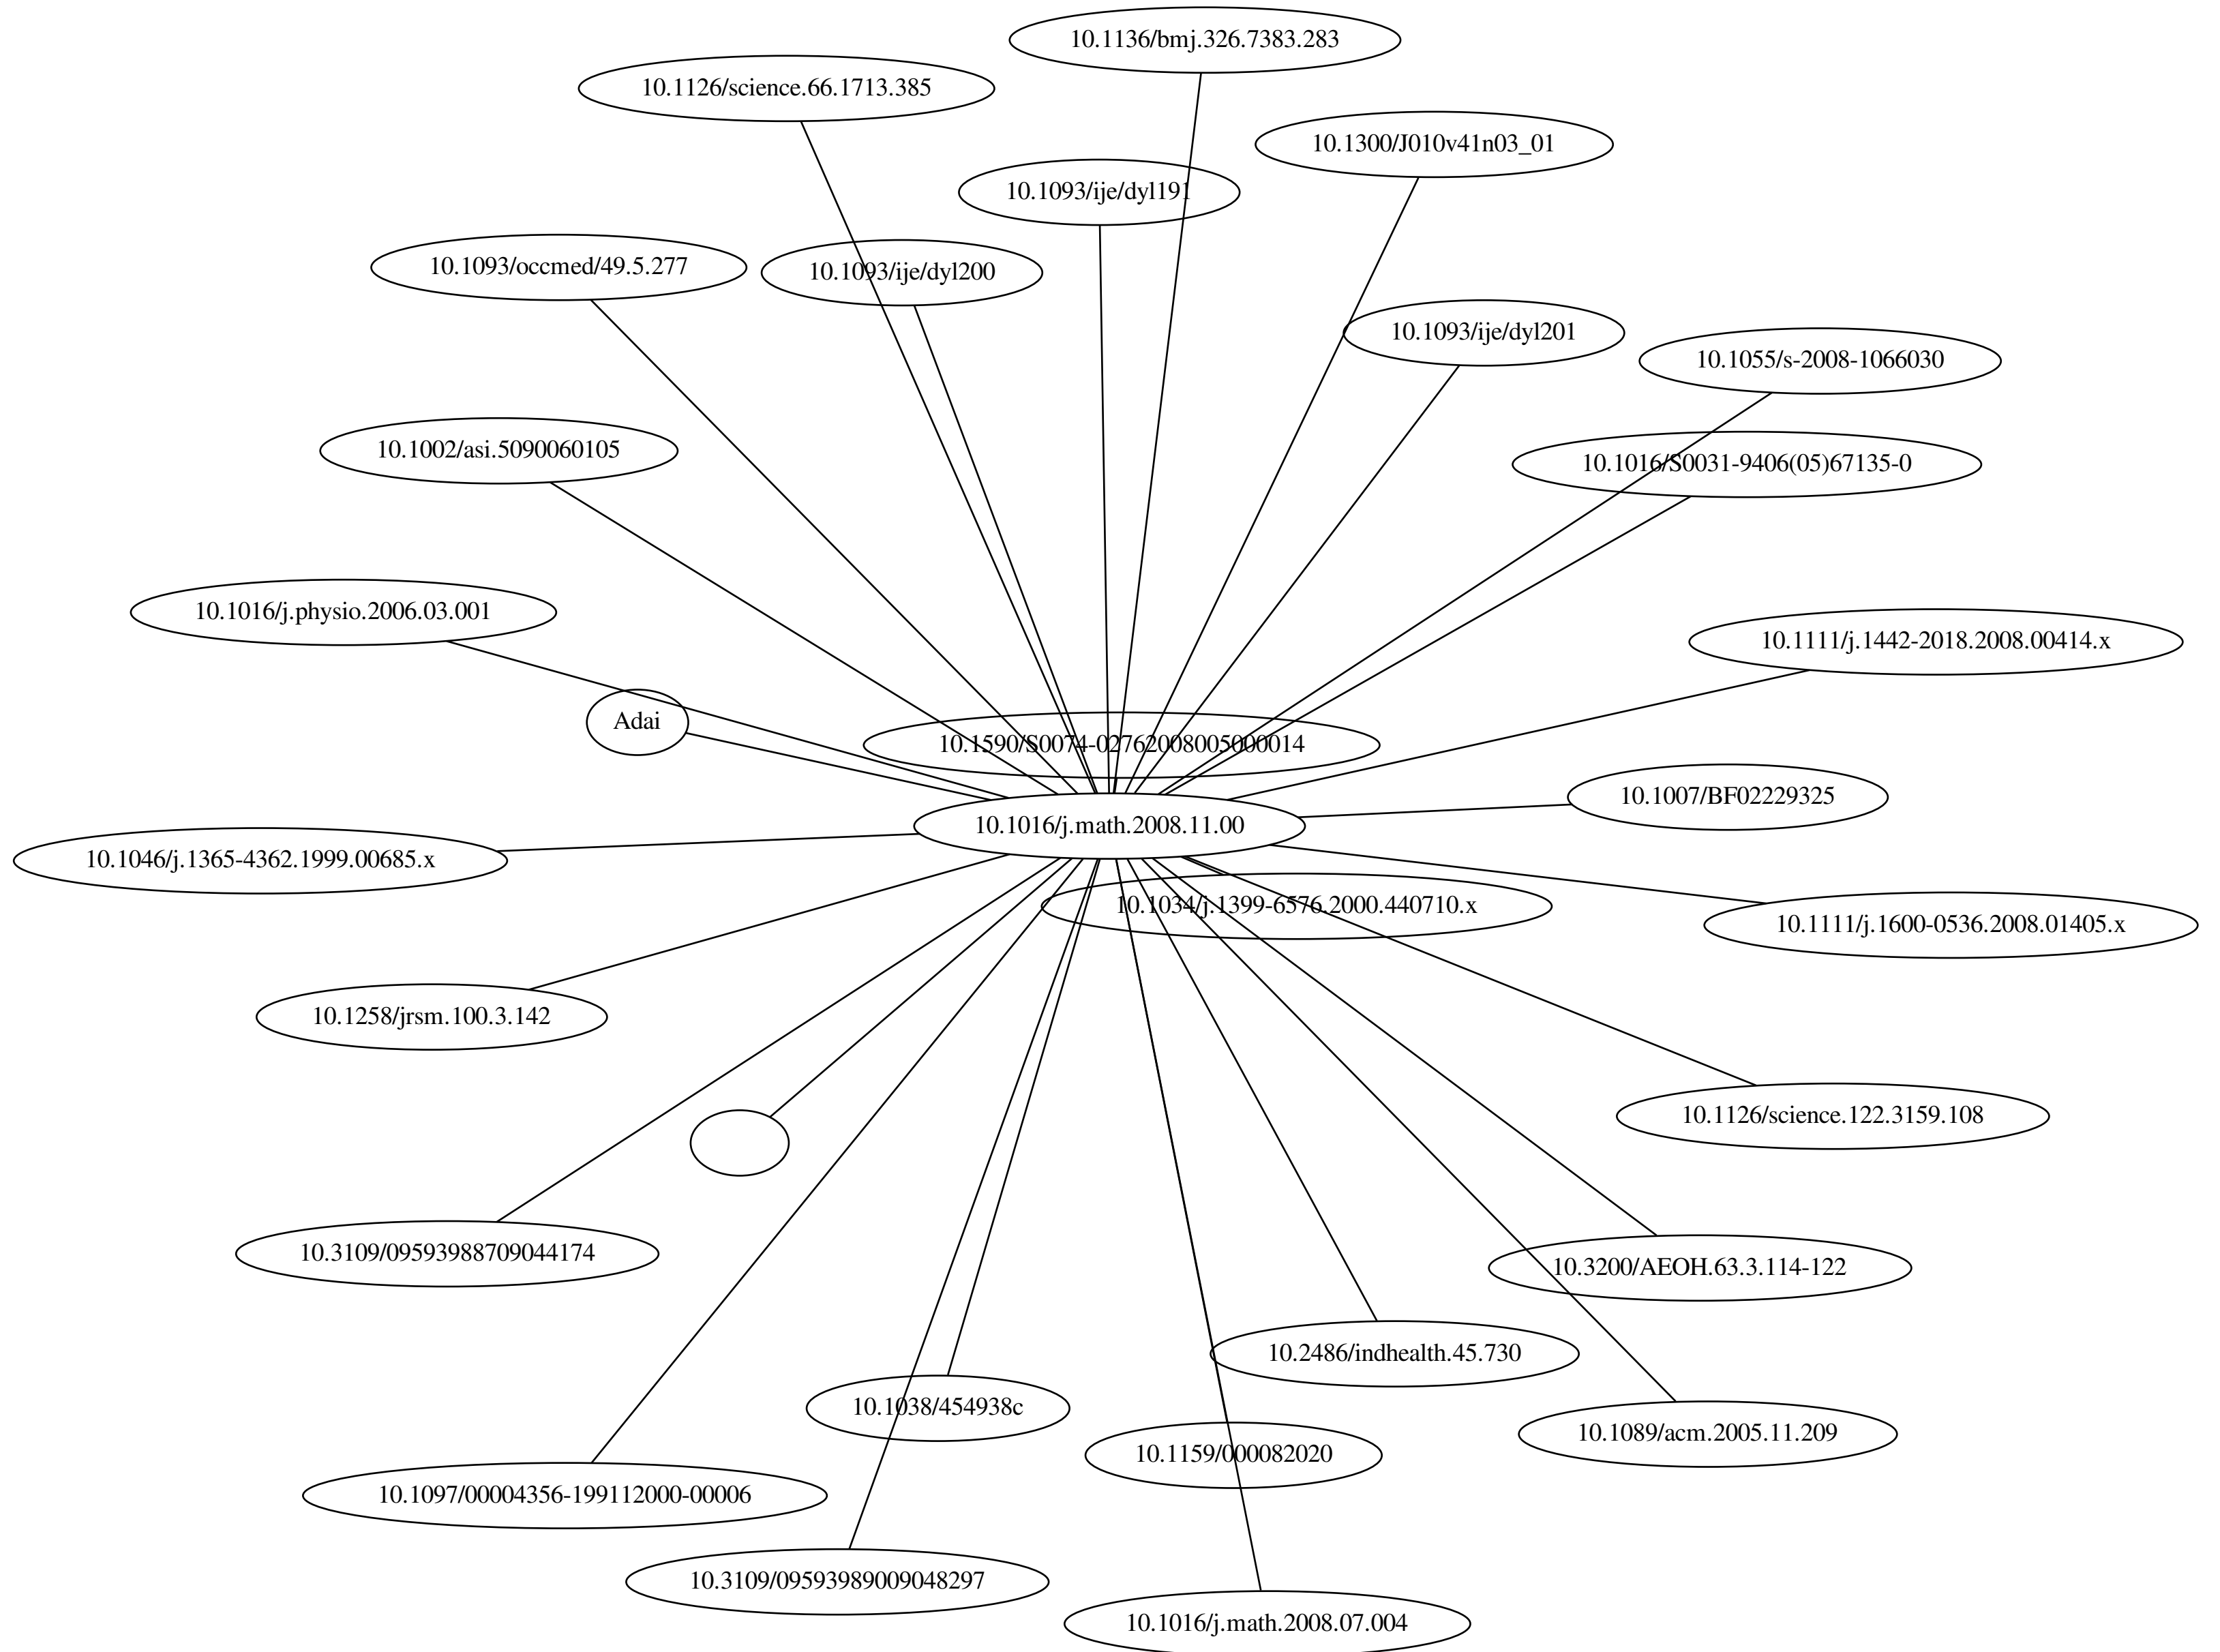 10.1136/bmj.326.7383.283
10.1126/science.66.1713.385
10.1300/J010v41n03_01
10.1093/ije/dyl191
10.1093/occmed/49.5.277
10.1093/ije/dyl200
10.1093/ije/dyl201
10.1055/s-2008-1066030
10.1002/asi.5090060105
10.1016/S0031-9406(05)67135-0
10.1016/j.physio.2006.03.001
10.1111/j.1442-2018.2008.00414.x
Adai
10.1590/S0074-02762008005000014
10.1007/BF02229325
10.1016/j.math.2008.11.00
10.1046/j.1365-4362.1999.00685.x
10.1034/j.1399-6576.2000.440710.x
10.1111/j.1600-0536.2008.01405.x
10.1258/jrsm.100.3.142
10.1126/science.122.3159.108
10.3109/09593988709044174
10.3200/AEOH.63.3.114-122
10.2486/indhealth.45.730
10.1038/454938c
10.1089/acm.2005.11.209
10.1159/000082020
10.1097/00004356-199112000-00006
10.3109/09593989009048297
10.1016/j.math.2008.07.004